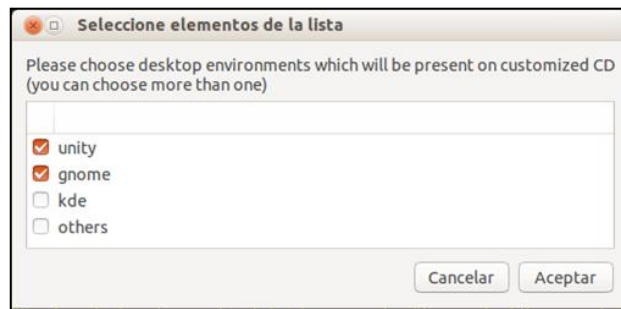 Seleccione elementos de la lista
Please choose desktop environments which will be present on customized CD
(you can choose more than one)
unity
gnome
kde
others
Cancelar Aceptar